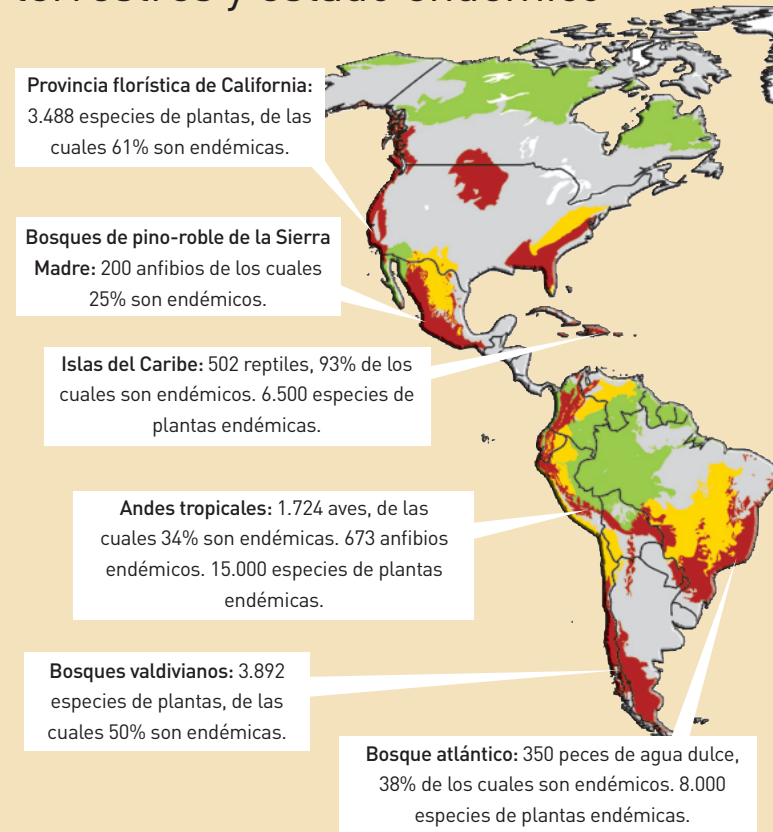 terrestres y estado endémico
Provincia florística de California:
3.488 especies de plantas, de las
cuales 61% son endémicas.
Bosques de pino-roble de la Sierra
Madre: 200 anfibios de los cuales
25% son endémicos.
Islas del Caribe: 502 reptiles, 93% de los
cuales son endémicos. 6.500 especies de
plantas endémicas.
Andes tropicales: 1.724 aves, de las
cuales 34% son endémicas. 673 anfibios
endémicos. 15.000 especies de plantas
endémicas.
Bosques valdivianos: 3.892
especies de plantas, de las
cuales 50% son endémicas.
Bosque atlántico: 350 peces de agua dulce,
38% de los cuales son endémicos. 8.000
especies de plantas endémicas.